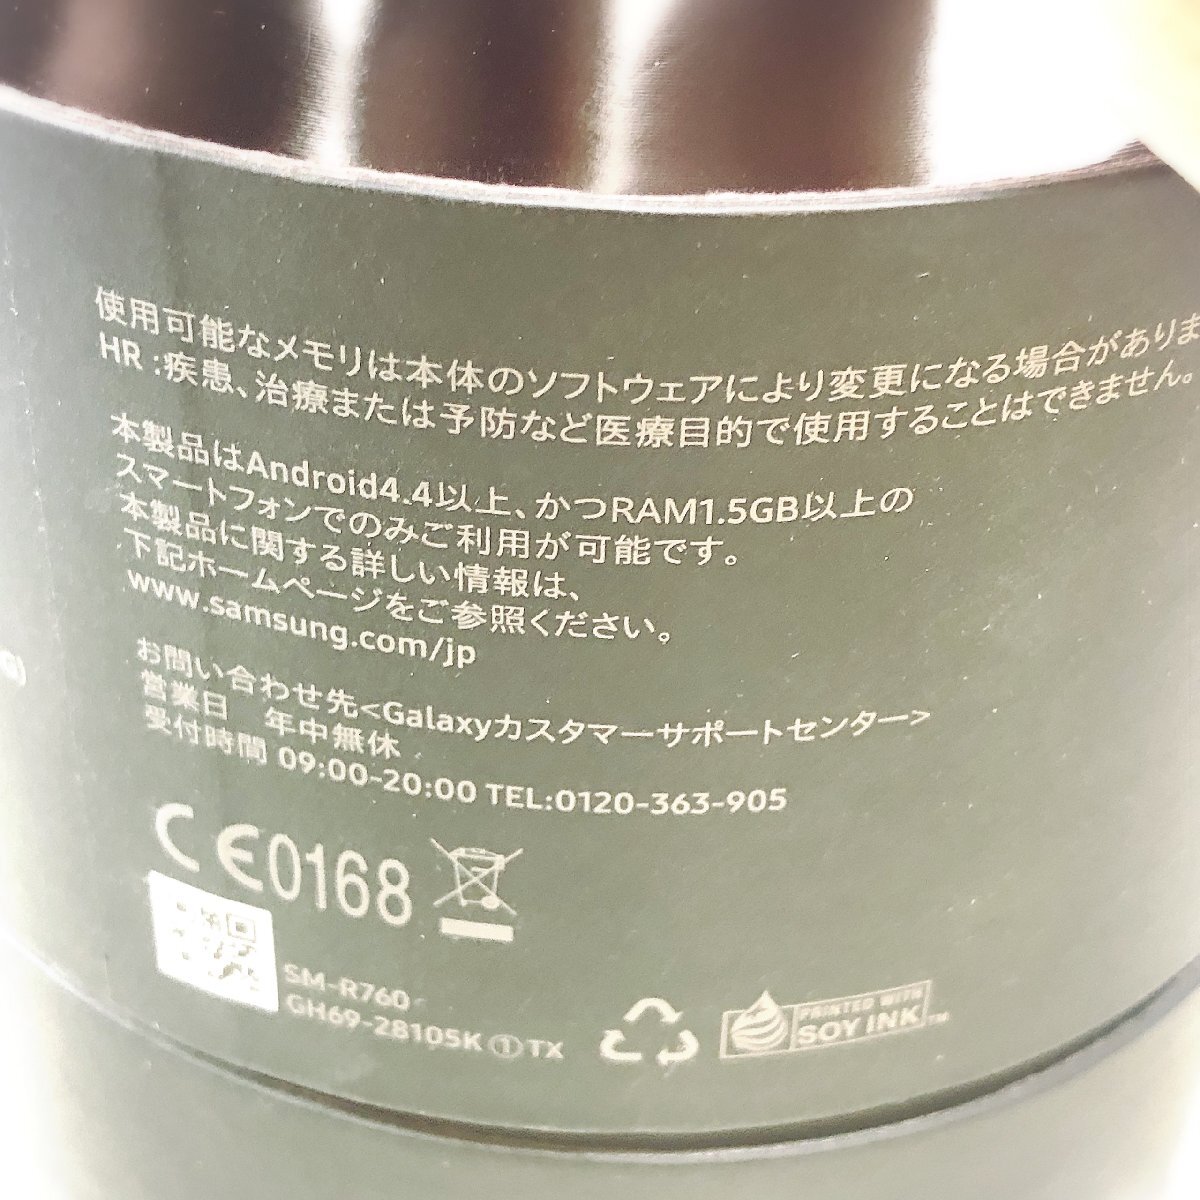 使用可能なメモリは本体のソフトウェアにより変更になる場合がありま
HR :疾患、治療または予防など医療目的で使用することはできません。
本製品はAndroid4.4以上、かつRAM1.5GB以上の
スマートフォンでのみご利用が可能です。
本製品に関する詳しい情報は、
下記ホームページをご参照ください。
www.samsung.com/jp
お問い合わせ先<Galaxyカスタマーサポートセンター>
営業日 年中無休
受付時間 09:00-20:00 TEL:0120-363-905
CE0168
SM-R760
GH69-28105K ① TX
PRINTED WITH
SOY INK™
G)